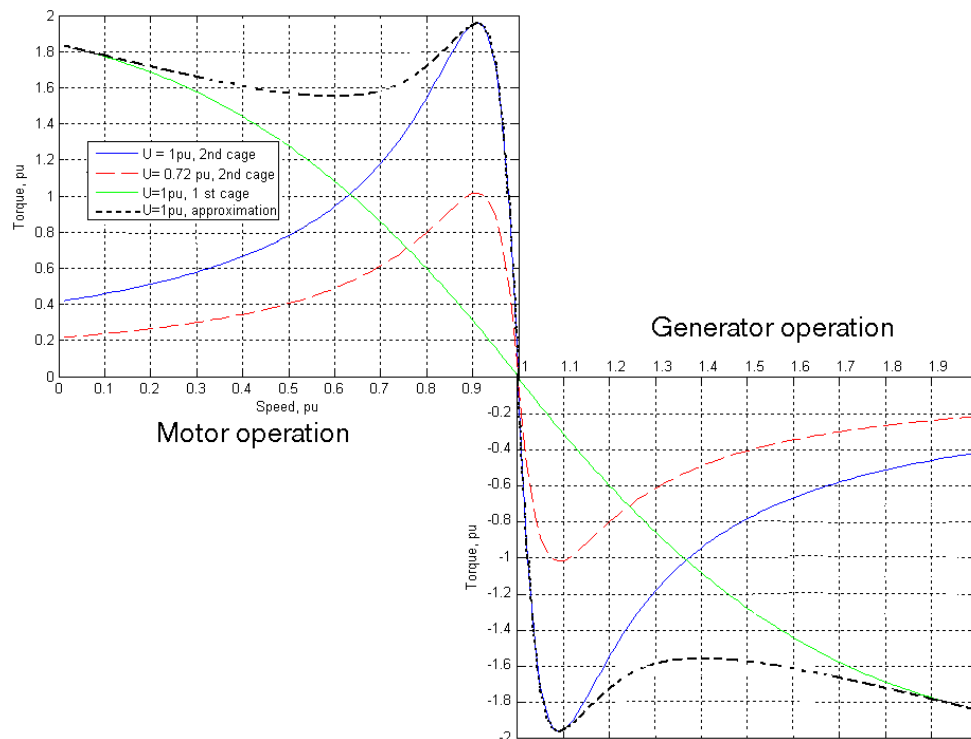 2
1.8
1.6
1.4
1.2
1
0.8
0.6
0.4
0.2
0
Torque, pu
U = 1pu, 2nd cage
U= 0.72 pu, 2nd cage
U=1pu, 1 st cage
U=1pu, approximation
0 0.1 0.2 0.3 0.4 0.5 0.6 0.7 0.8 0.9
Speed, pu
Motor operation
Generator operation
1 1.1 1.2 1.3 1.4 1.5 1.6 1.7 1.8 1.9
-0.2
-0.4
-0.6
-0.8
-1
-1.2
-1.4
-1.6
-1.8
-2
Torque, pu